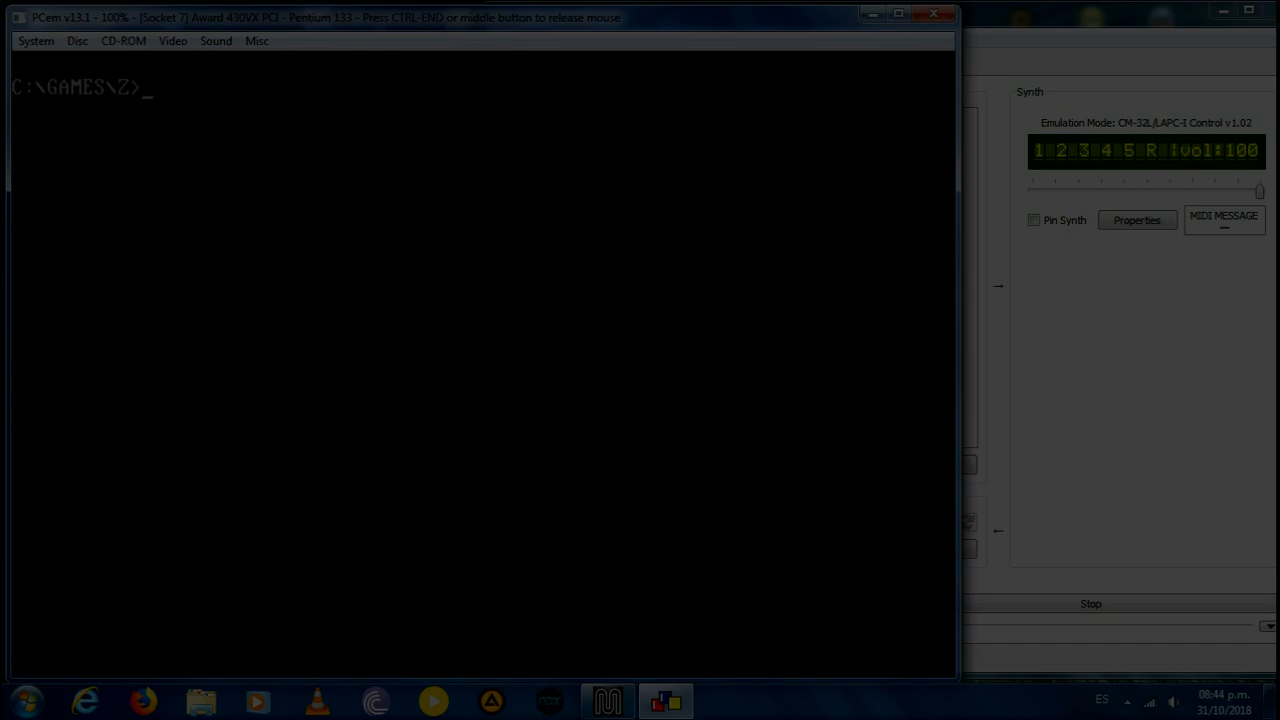 PCem v13.1 - 100% - [Socket 7] Award 430VX PCI - Pentium 133 - Press CTRL-END or middle button to release mouse
System Disc CD-ROM Video Sound Misc
C:\GAMES\Z>_
Synth
Emulation Mode: CM-32L/LAPC-I Control v1.02
1 2 3 4 5 R |vol:100
Pin Synth
Properties
MIDI MESSAGE
Stop
nox
ES
08:44 p.m.
31/10/2018